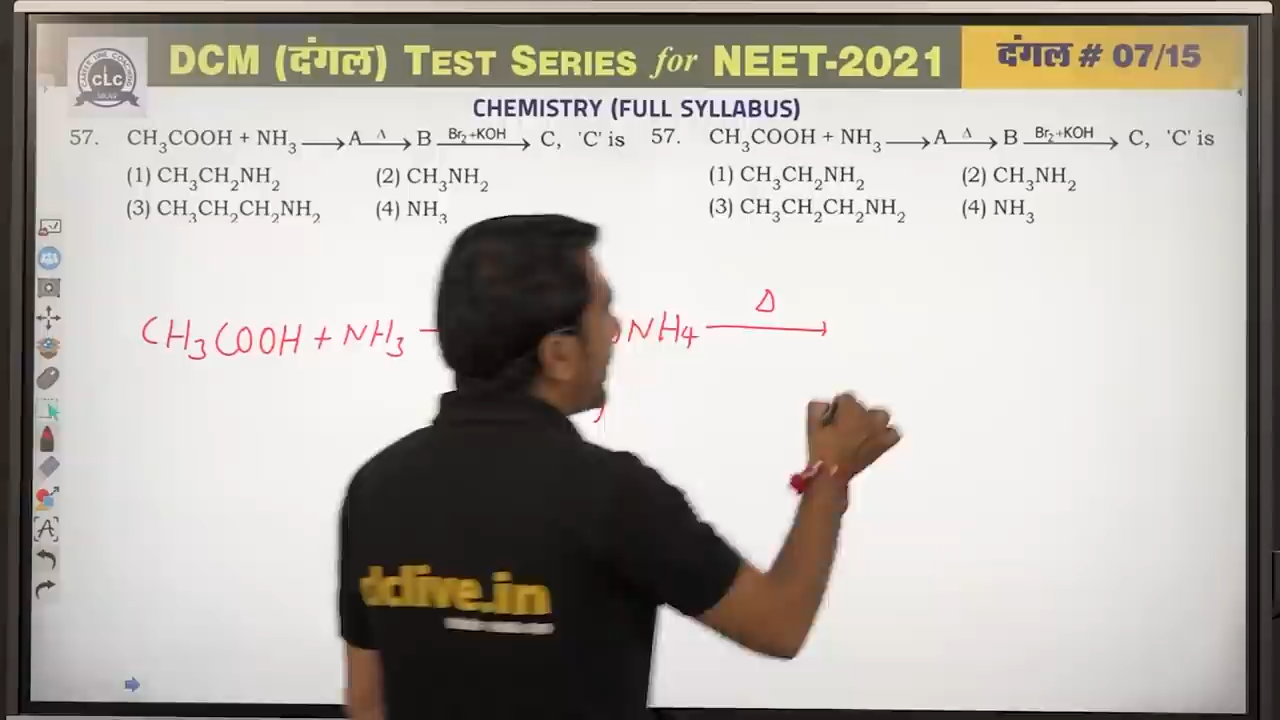 DCM (दंगल) TEST SERIES for NEET-2021
दंगल # 07/15
CLC
CHEMISTRY (FULL SYLLABUS)
57. CH₃COOH + NH₃ ⟶ A —Δ→ B —Br₂+KOH→ C, 'C' is
(1) CH₃CH₂NH₂ (2) CH₃NH₂
(3) CH₃CH₂CH₂NH₂ (4) NH₃
57. CH₃COOH + NH₃ ⟶ A —Δ→ B —Br₂+KOH→ C, 'C' is
(1) CH₃CH₂NH₂ (2) CH₃NH₂
(3) CH₃CH₂CH₂NH₂ (4) NH₃
CH₃COOH + NH₃ NH₄ —Δ→
clive.in